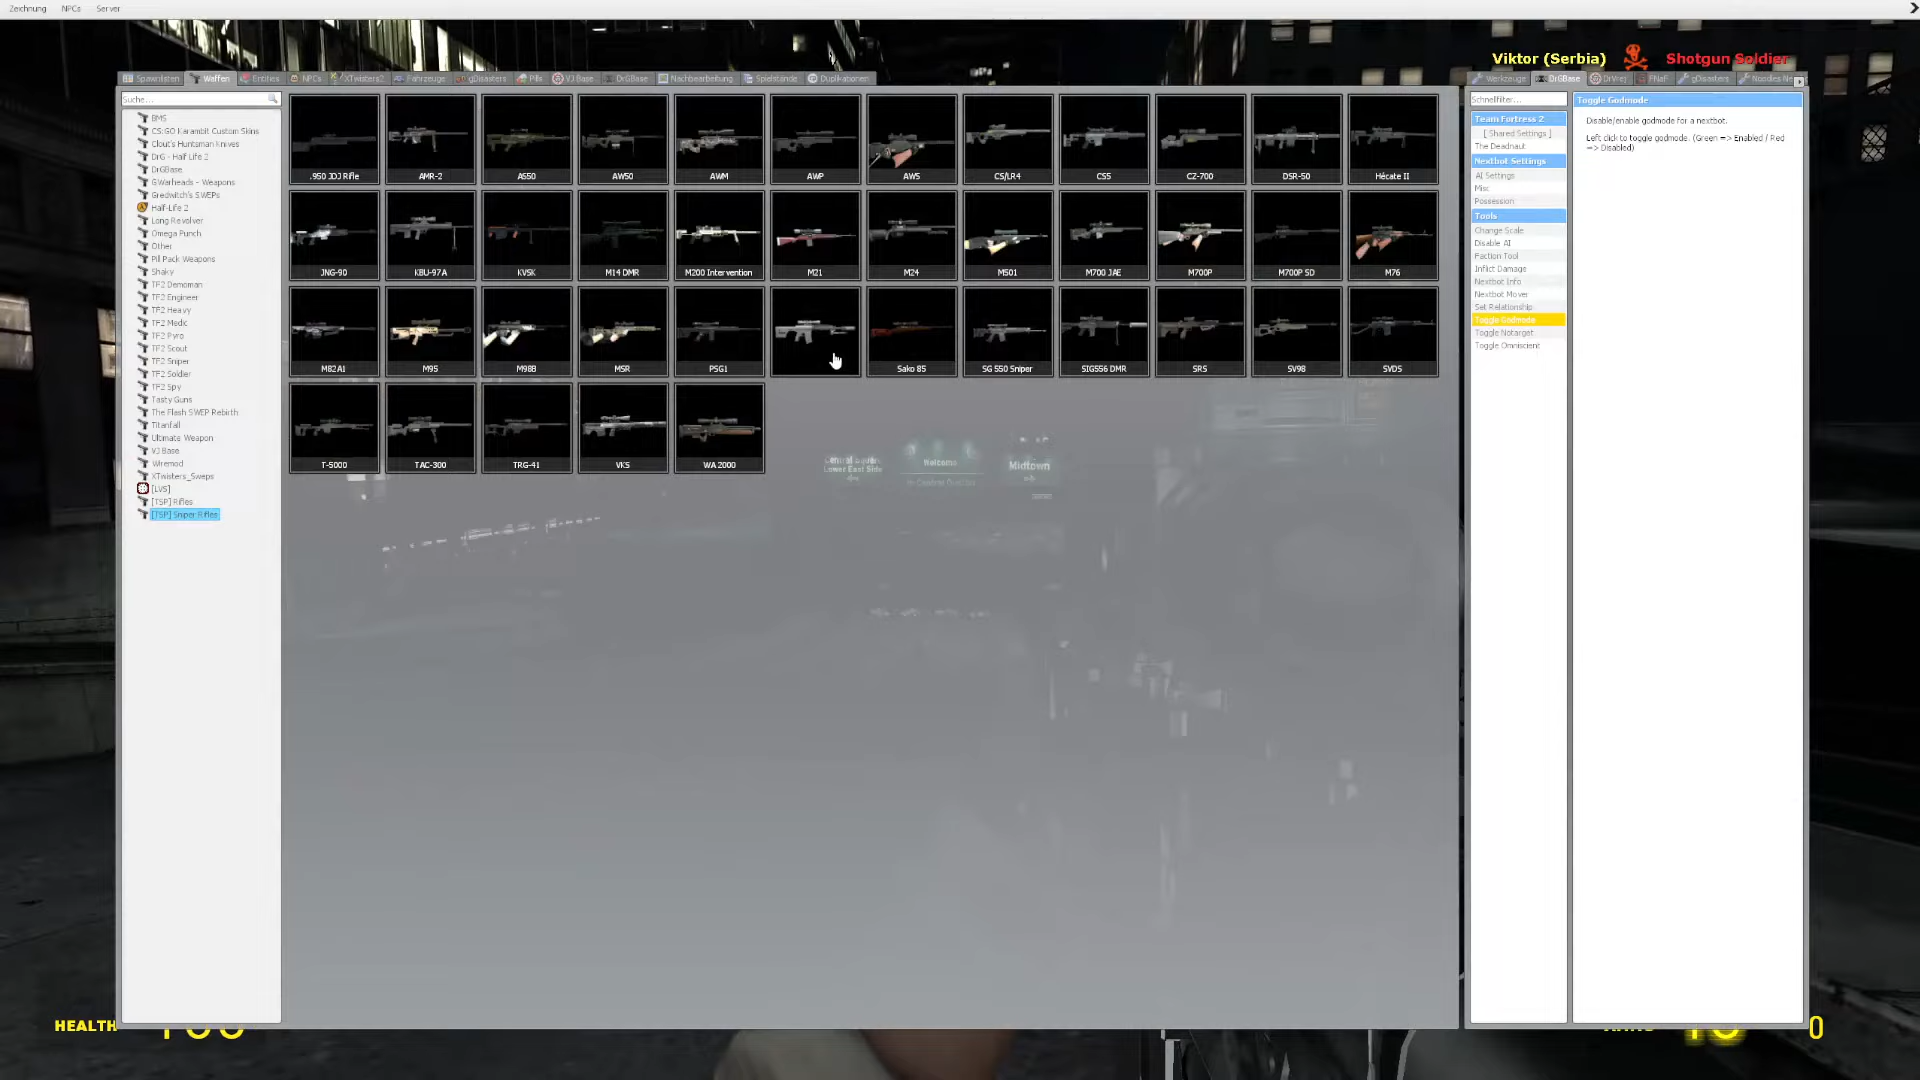 Zeichnung NPCs Server
Viktor (Serbia) Shotgun Soldier
Spawnlisten Waffen Entities NPCs XTwisters2 Fahrzeuge gDisasters Pills VJ Base DrGBase Nachbearbeitung Spielstände Duplikationen
Werkzeuge DrGBase DrVrej FNaF gDisasters Noodles Ne
Suche...
BMS
CS:GO Karambit Custom Skins
Clout's Huntsman Knives
DrG - Half Life 2
DrGBase
GWarheads - Weapons
Gredwitch's SWEPs
Half-Life 2
Long Revolver
Omega Punch
Other
Pill Pack Weapons
Shaky
TF2 Demoman
TF2 Engineer
TF2 Heavy
TF2 Medic
TF2 Pyro
TF2 Scout
TF2 Sniper
TF2 Soldier
TF2 Spy
Tasty Guns
The Flash SWEP Rebirth
Titanfall
Ultimate Weapon
VJ Base
Wiremod
XTwisters_Sweps
[LVS]
[TSP] Rifles
[TSP] Sniper Rifles
.950 JDJ Rifle AMR-2 AS50 AW50 AWM AWP AWS CS/LR4 CS5 CZ-700 DSR-50 Hécate II
JNG-90 KBU-97A KVSK M14 DMR M200 Intervention M21 M24 MS01 M700 JAE M700P M700P SD M76
M82A1 M95 M98B MSR PSG1 Sako 85 SG 550 Sniper SIG556 DMR SRS SV98 SVDS
T-5000 TAC-300 TRG-41 VKS WA 2000
Lower East Side
Welcome
Midtown
Schnellfilter...
Team Fortress 2
[ Shared Settings ]
The Deadnaut
Nextbot Settings
AI Settings
Misc
Possession
Tools
Change Scale
Disable AI
Faction Tool
Inflict Damage
Nextbot Info
Nextbot Mover
Set Relationship
Toggle Godmode
Toggle Notarget
Toggle Omniscient
Toggle Godmode
Disable/enable godmode for a nextbot.
Left click to toggle godmode. (Green => Enabled / Red
=> Disabled)
HEALTH
0